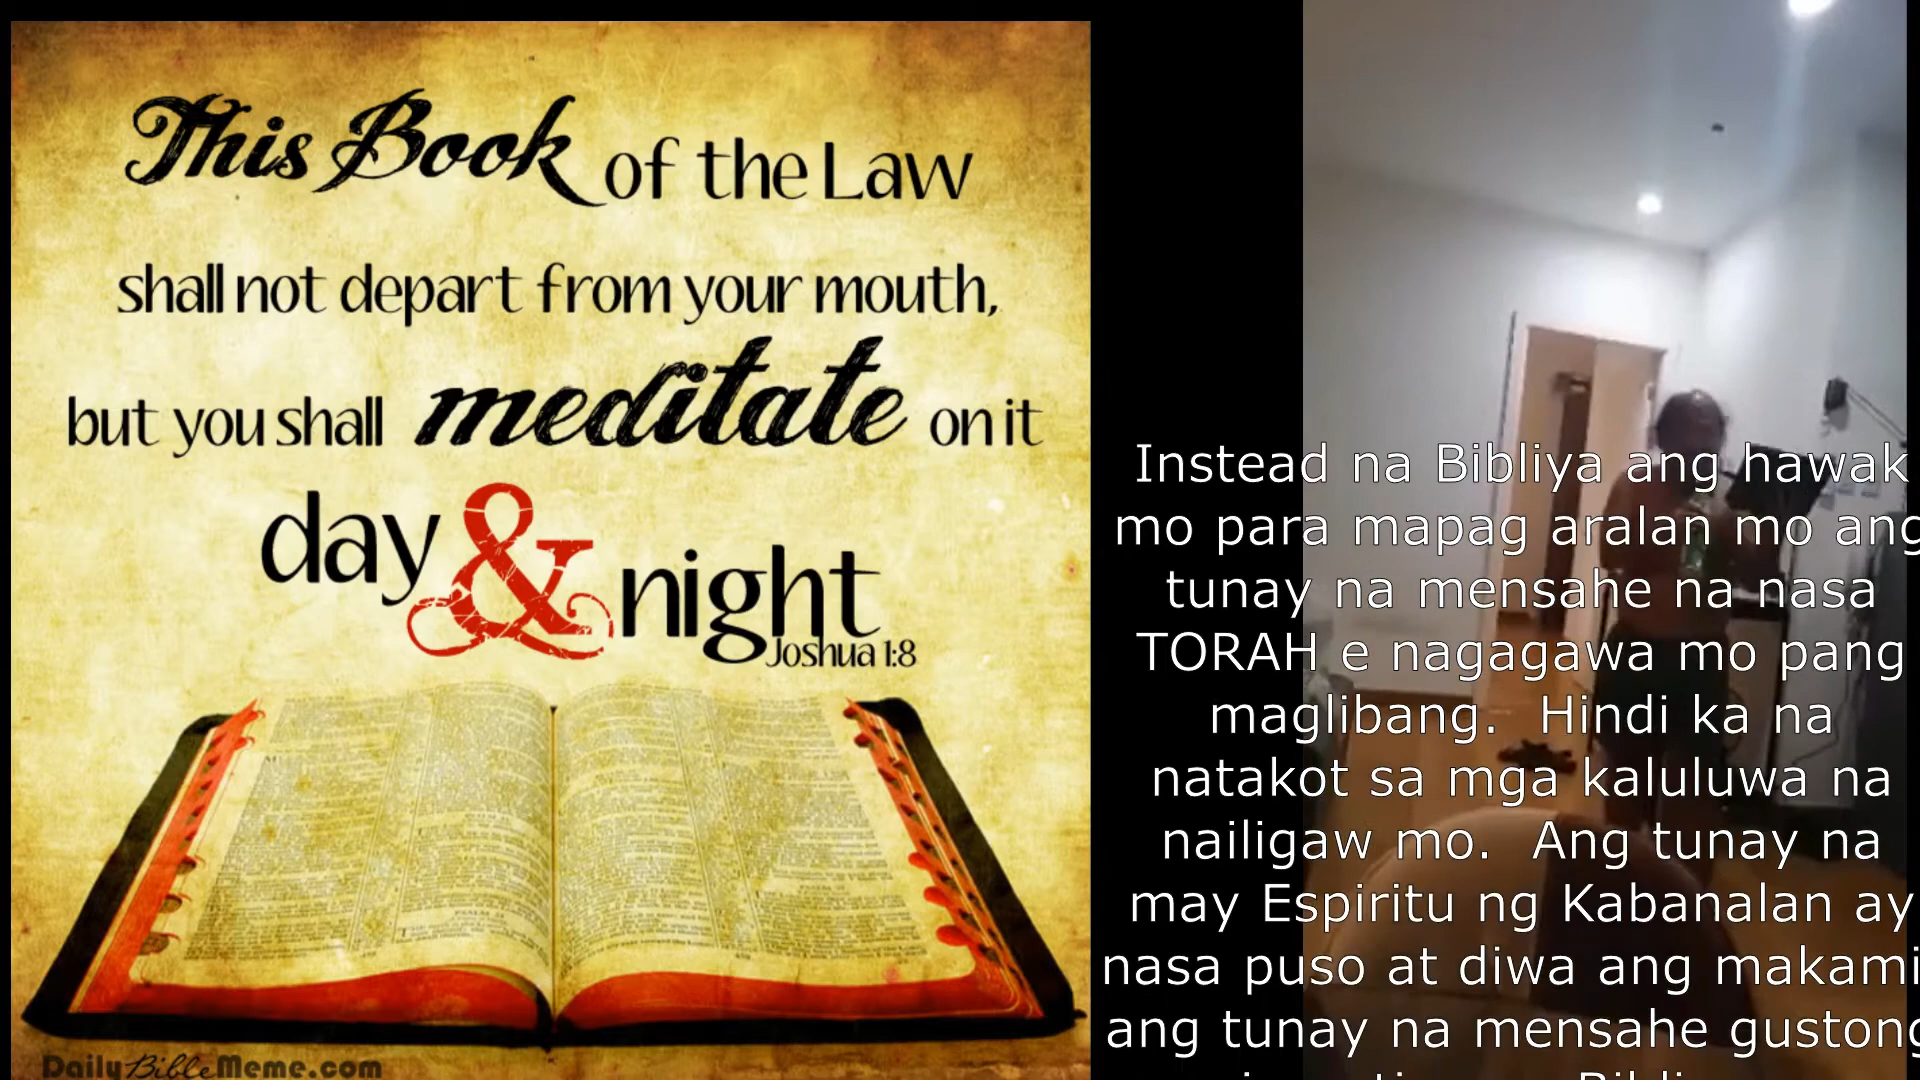 This Book of the Law
shall not depart from your mouth,
but you shall meditate on it
day & night
Joshua 1:8
DailyBibleMeme.com
Instead na Bibliya ang hawak
mo para mapag aralan mo ang
tunay na mensahe na nasa
TORAH e nagagawa mo pang
maglibang. Hindi ka na
natakot sa mga kaluluwa na
nailigaw mo. Ang tunay na
may Espiritu ng Kabanalan ay
nasa puso at diwa ang makami
ang tunay na mensahe gustong